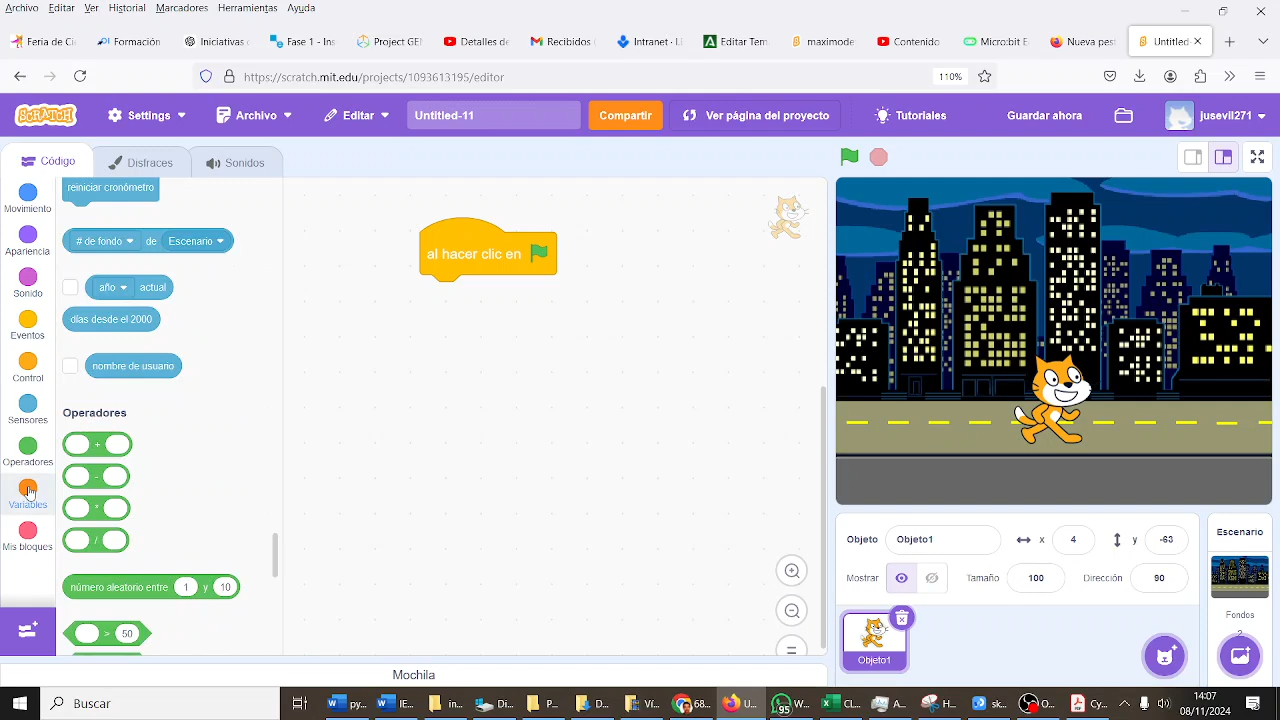 Archivo Editar Ver Historial Marcadores Herramientas Ayuda
Feria de Ci
Formación
Iniciativas
Fase 1 - Ins
Project GEN
Detalles de
Recibidos
Intranet - L
Editar Tem
maximode
Contenido
Microbit E
Nueva pest
Untitled-
https://scratch.mit.edu/projects/1093613195/editor
110%
SCRATCH
Settings
Archivo
Editar
Untitled-11
Compartir
Ver página del proyecto
Tutoriales
Guardar ahora
jusevil271
Código
Disfraces
Sonidos
Movimiento
Apariencia
Sonido
Eventos
Control
Sensores
Operadores
Variables
Mis bloques
reiniciar cronómetro
# de fondo de Escenario
año actual
días desde el 2000
nombre de usuario
Operadores
+
-
*
/
número aleatorio entre 1 y 10
> 50
al hacer clic en
Objeto Objeto1 x 4 y -63
Mostrar Tamaño 100 Dirección 90
Objeto1
Escenario
Fondos
2
Mochila
Buscar
95
14:07
08/11/2024